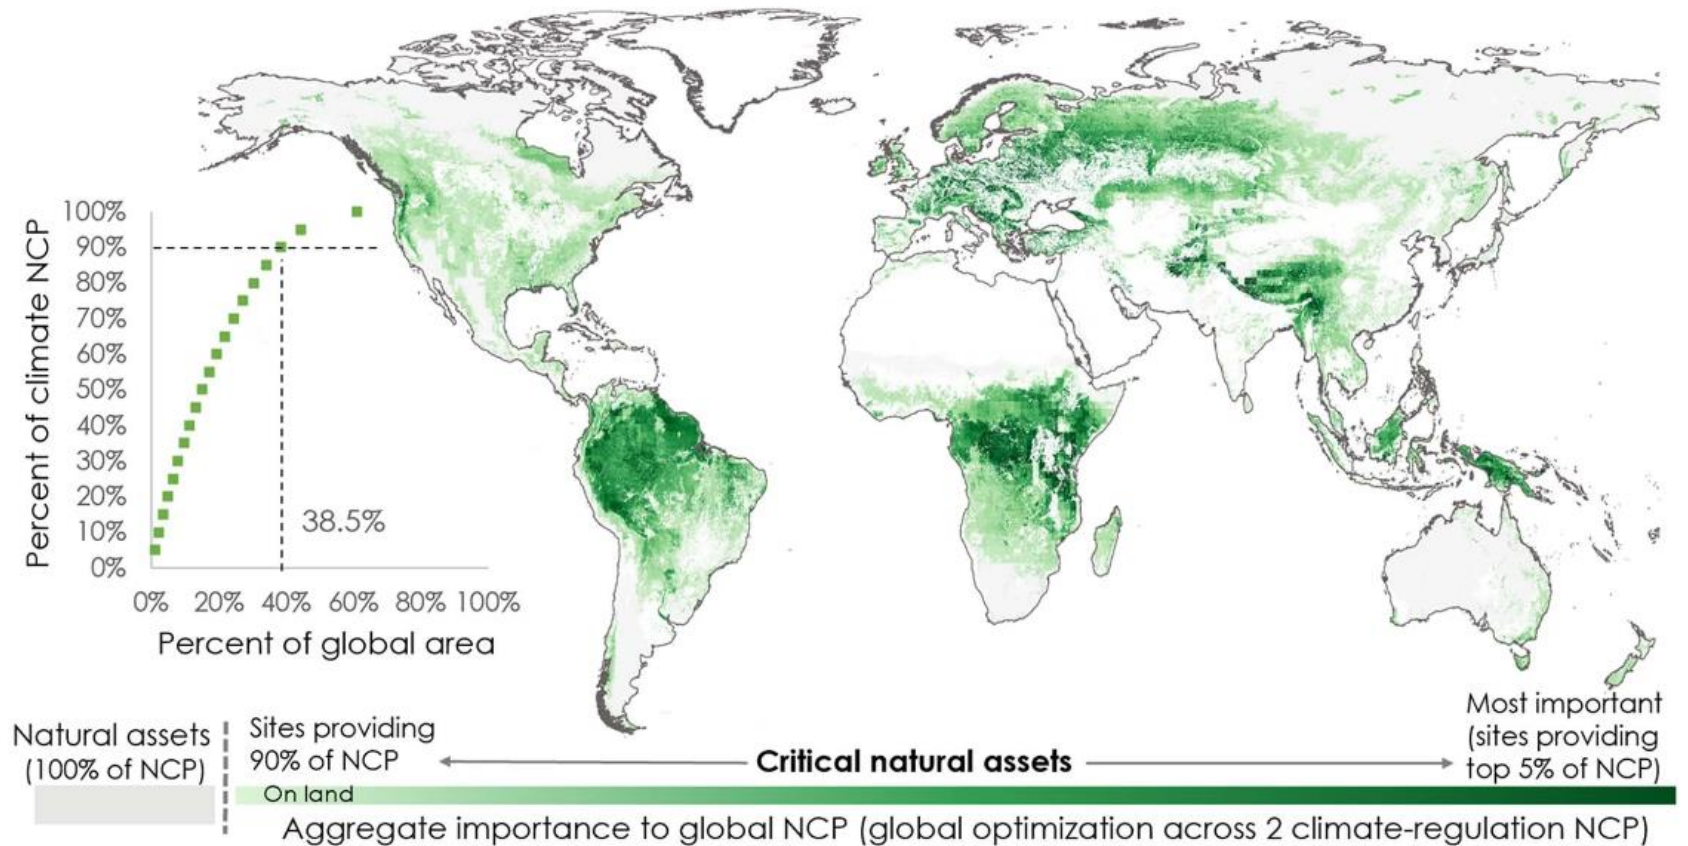 Percent of climate NCP
100%
90%
80%
70%
60%
50%
40%
30%
20%
10%
0%
38.5%
0% 20% 40% 60% 80% 100%
Percent of global area
Natural assets
(100% of NCP)
Sites providing
90% of NCP
Critical natural assets
Most important
(sites providing
top 5% of NCP)
On land
Aggregate importance to global NCP (global optimization across 2 climate-regulation NCP)